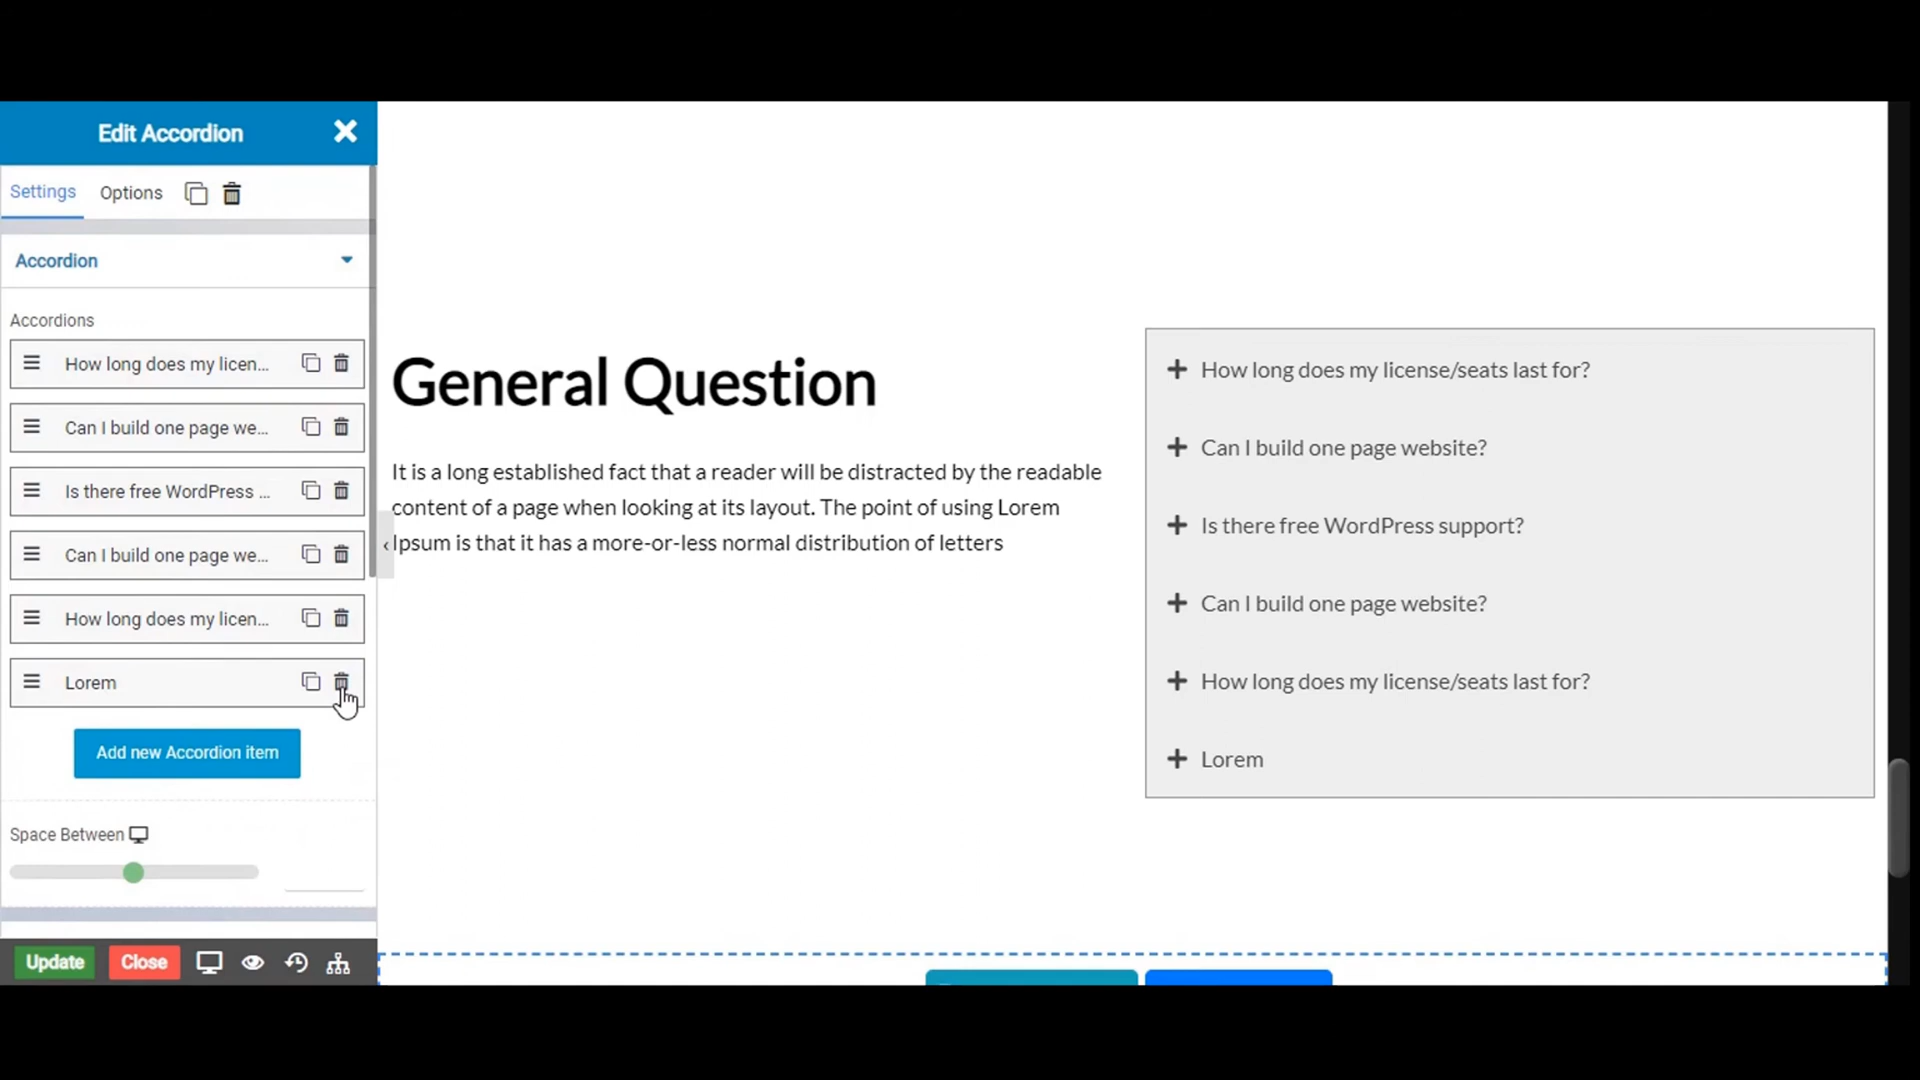 Edit Accordion
Settings Options
Accordion
Accordions
How long does my licen...
Can I build one page we...
Is there free WordPress ...
Can I build one page we...
How long does my licen...
Lorem
Add new Accordion item
Space Between
Update Close
General Question
It is a long established fact that a reader will be distracted by the readable
content of a page when looking at its layout. The point of using Lorem
Ipsum is that it has a more-or-less normal distribution of letters
How long does my license/seats last for?
Can I build one page website?
Is there free WordPress support?
Can I build one page website?
How long does my license/seats last for?
Lorem